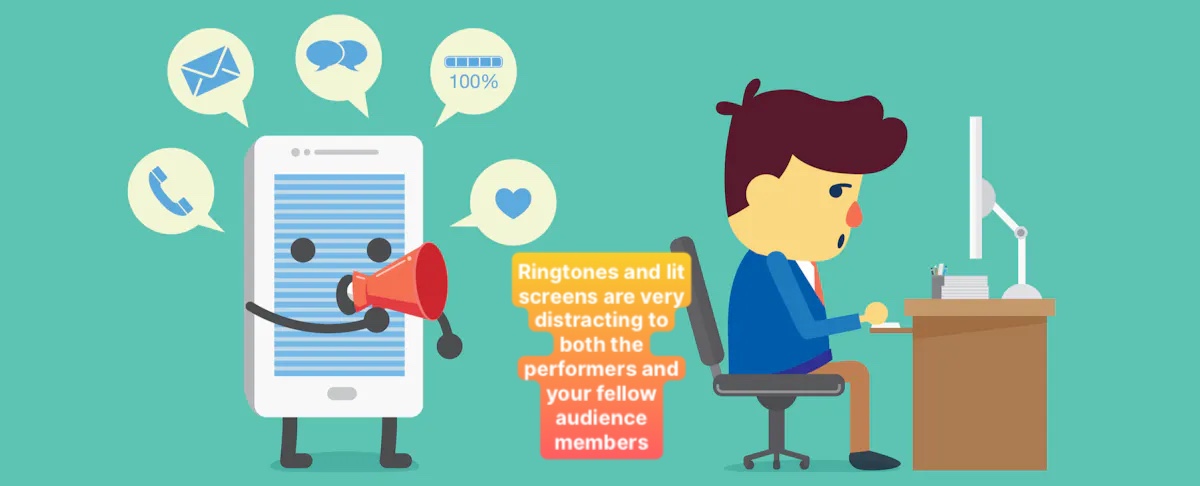 100%
Ringtones and lit
screens are very
distracting to
both the
performers and
your fellow
audience
members